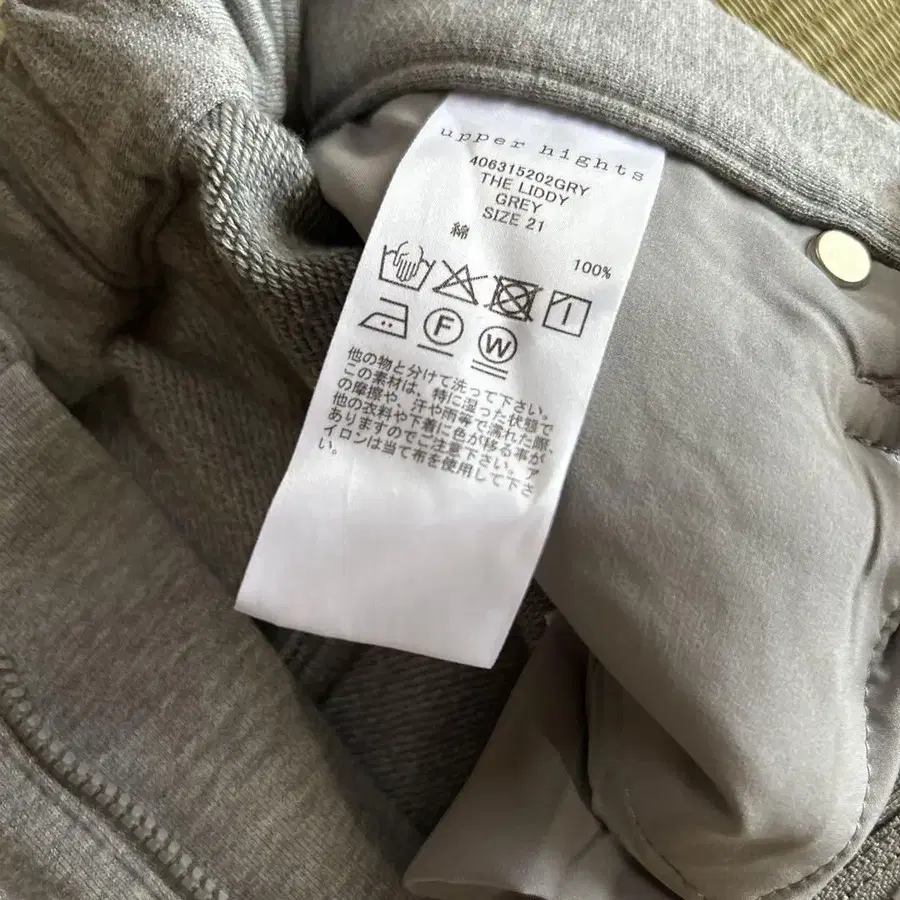 upper hights
406315202GRY
THE LIDDY
GREY
SIZE 21
綿 100%
F
W
他の物と分けて洗って下さい。
この素材は、特に湿った状態で
の摩擦や、汗や雨等で濡れた際、
他の衣料や下着に色が移る事が
ありますのでご注意下さい。ア
イロンは当て布を使用して下さ
い。